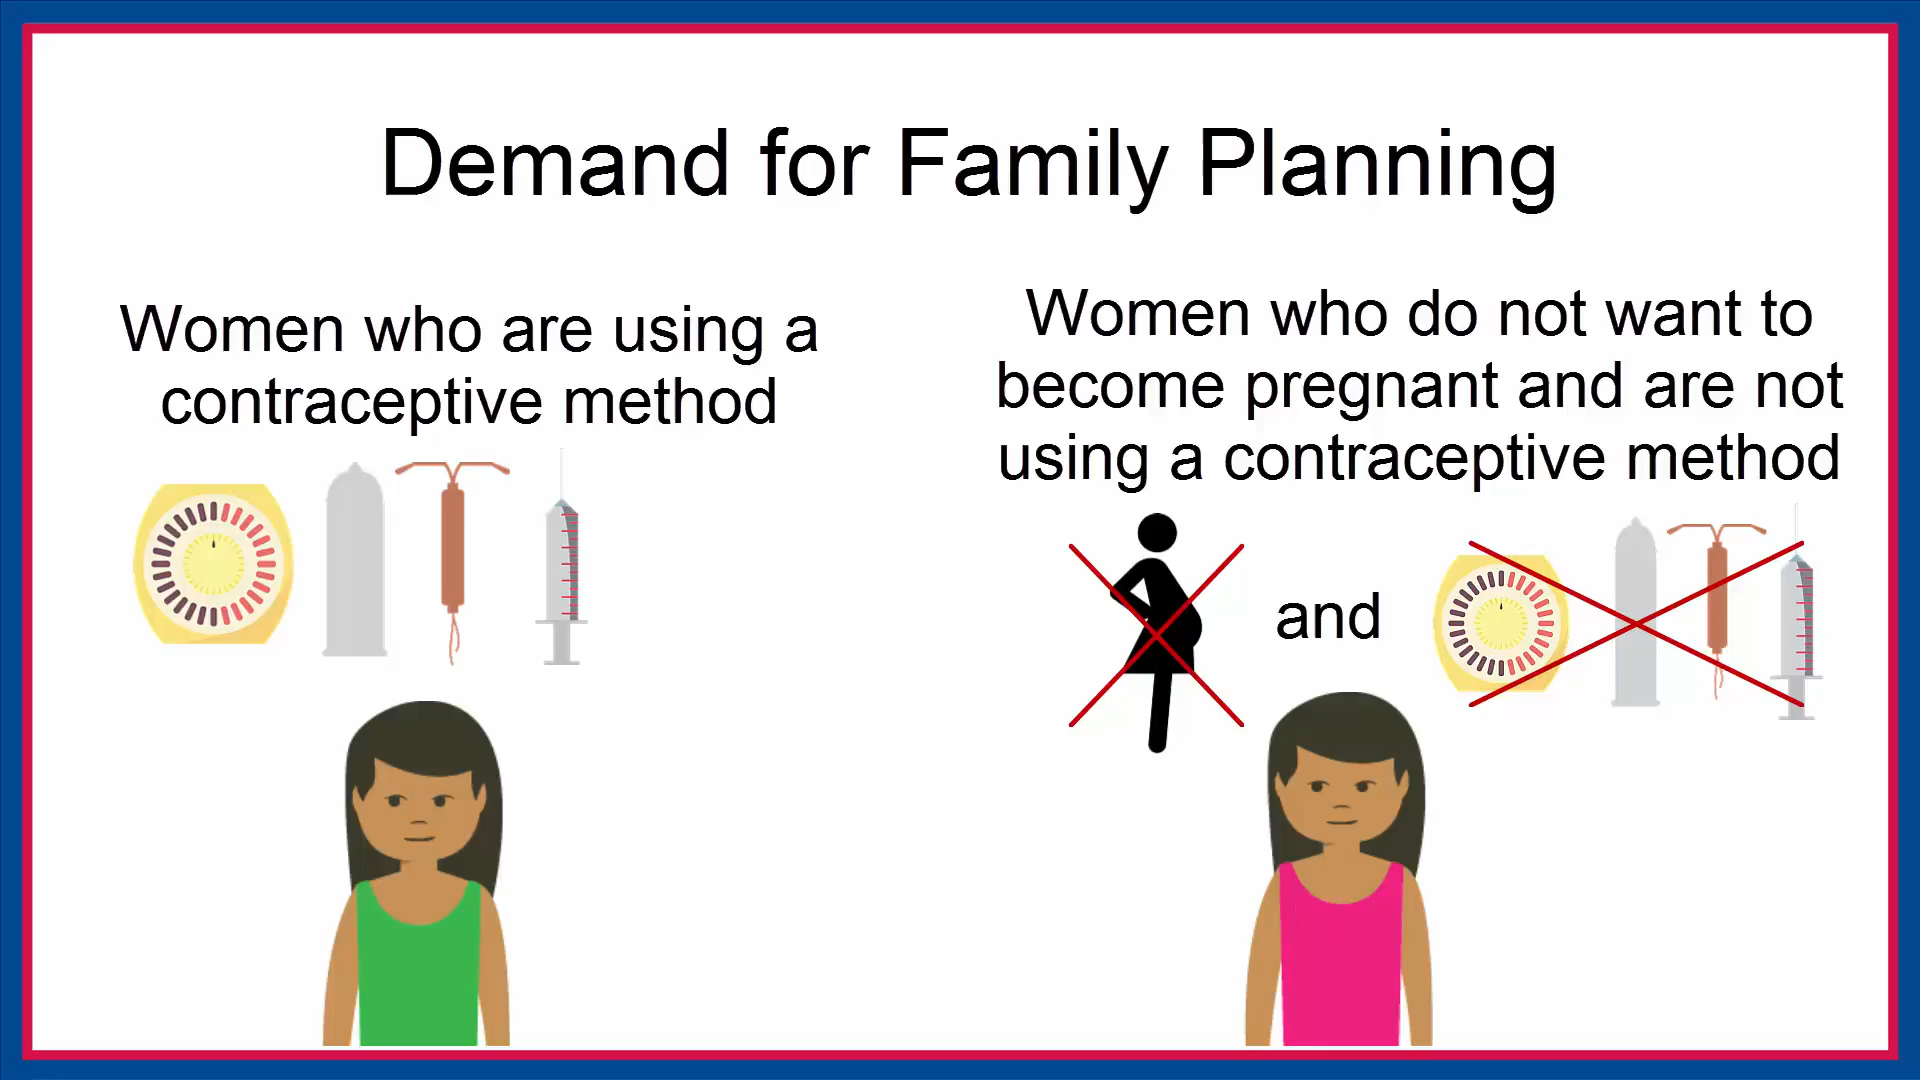 Demand for Family Planning
Women who are using a
contraceptive method
Women who do not want to
become pregnant and are not
using a contraceptive method
and